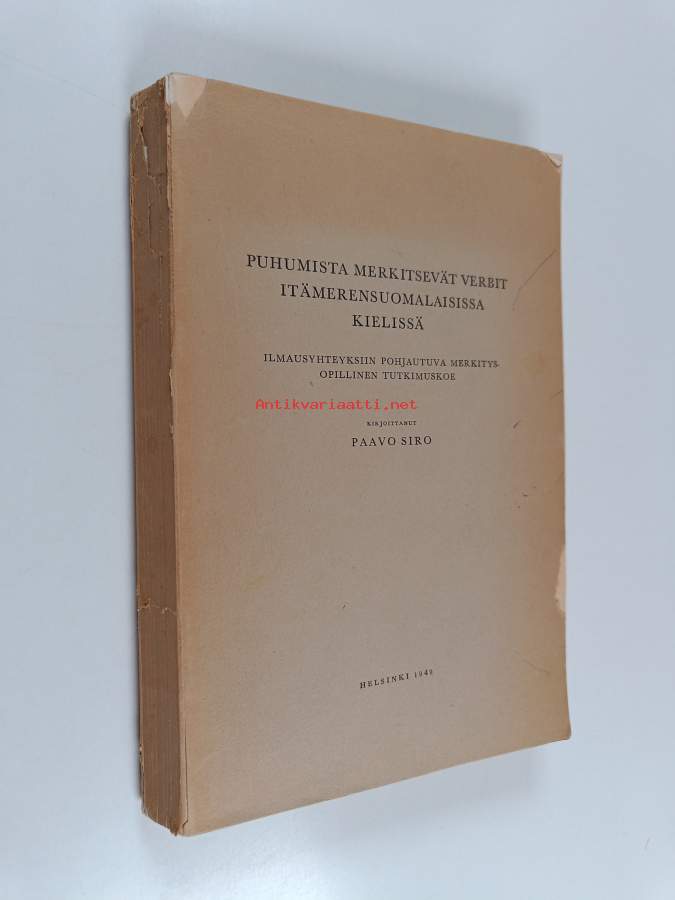 PUHUMISTA MERKITSEVÄT VERBIT
ITÄMERENSUOMALAISISSA
KIELISSÄ
ILMAUSYHTEYKSIIN POHJAUTUVA MERKITYS-
OPILLINEN TUTKIMUSKOE
Antikvariaatti.net
KIRJOITTANUT
PAAVO SIRO
HELSINKI 1949